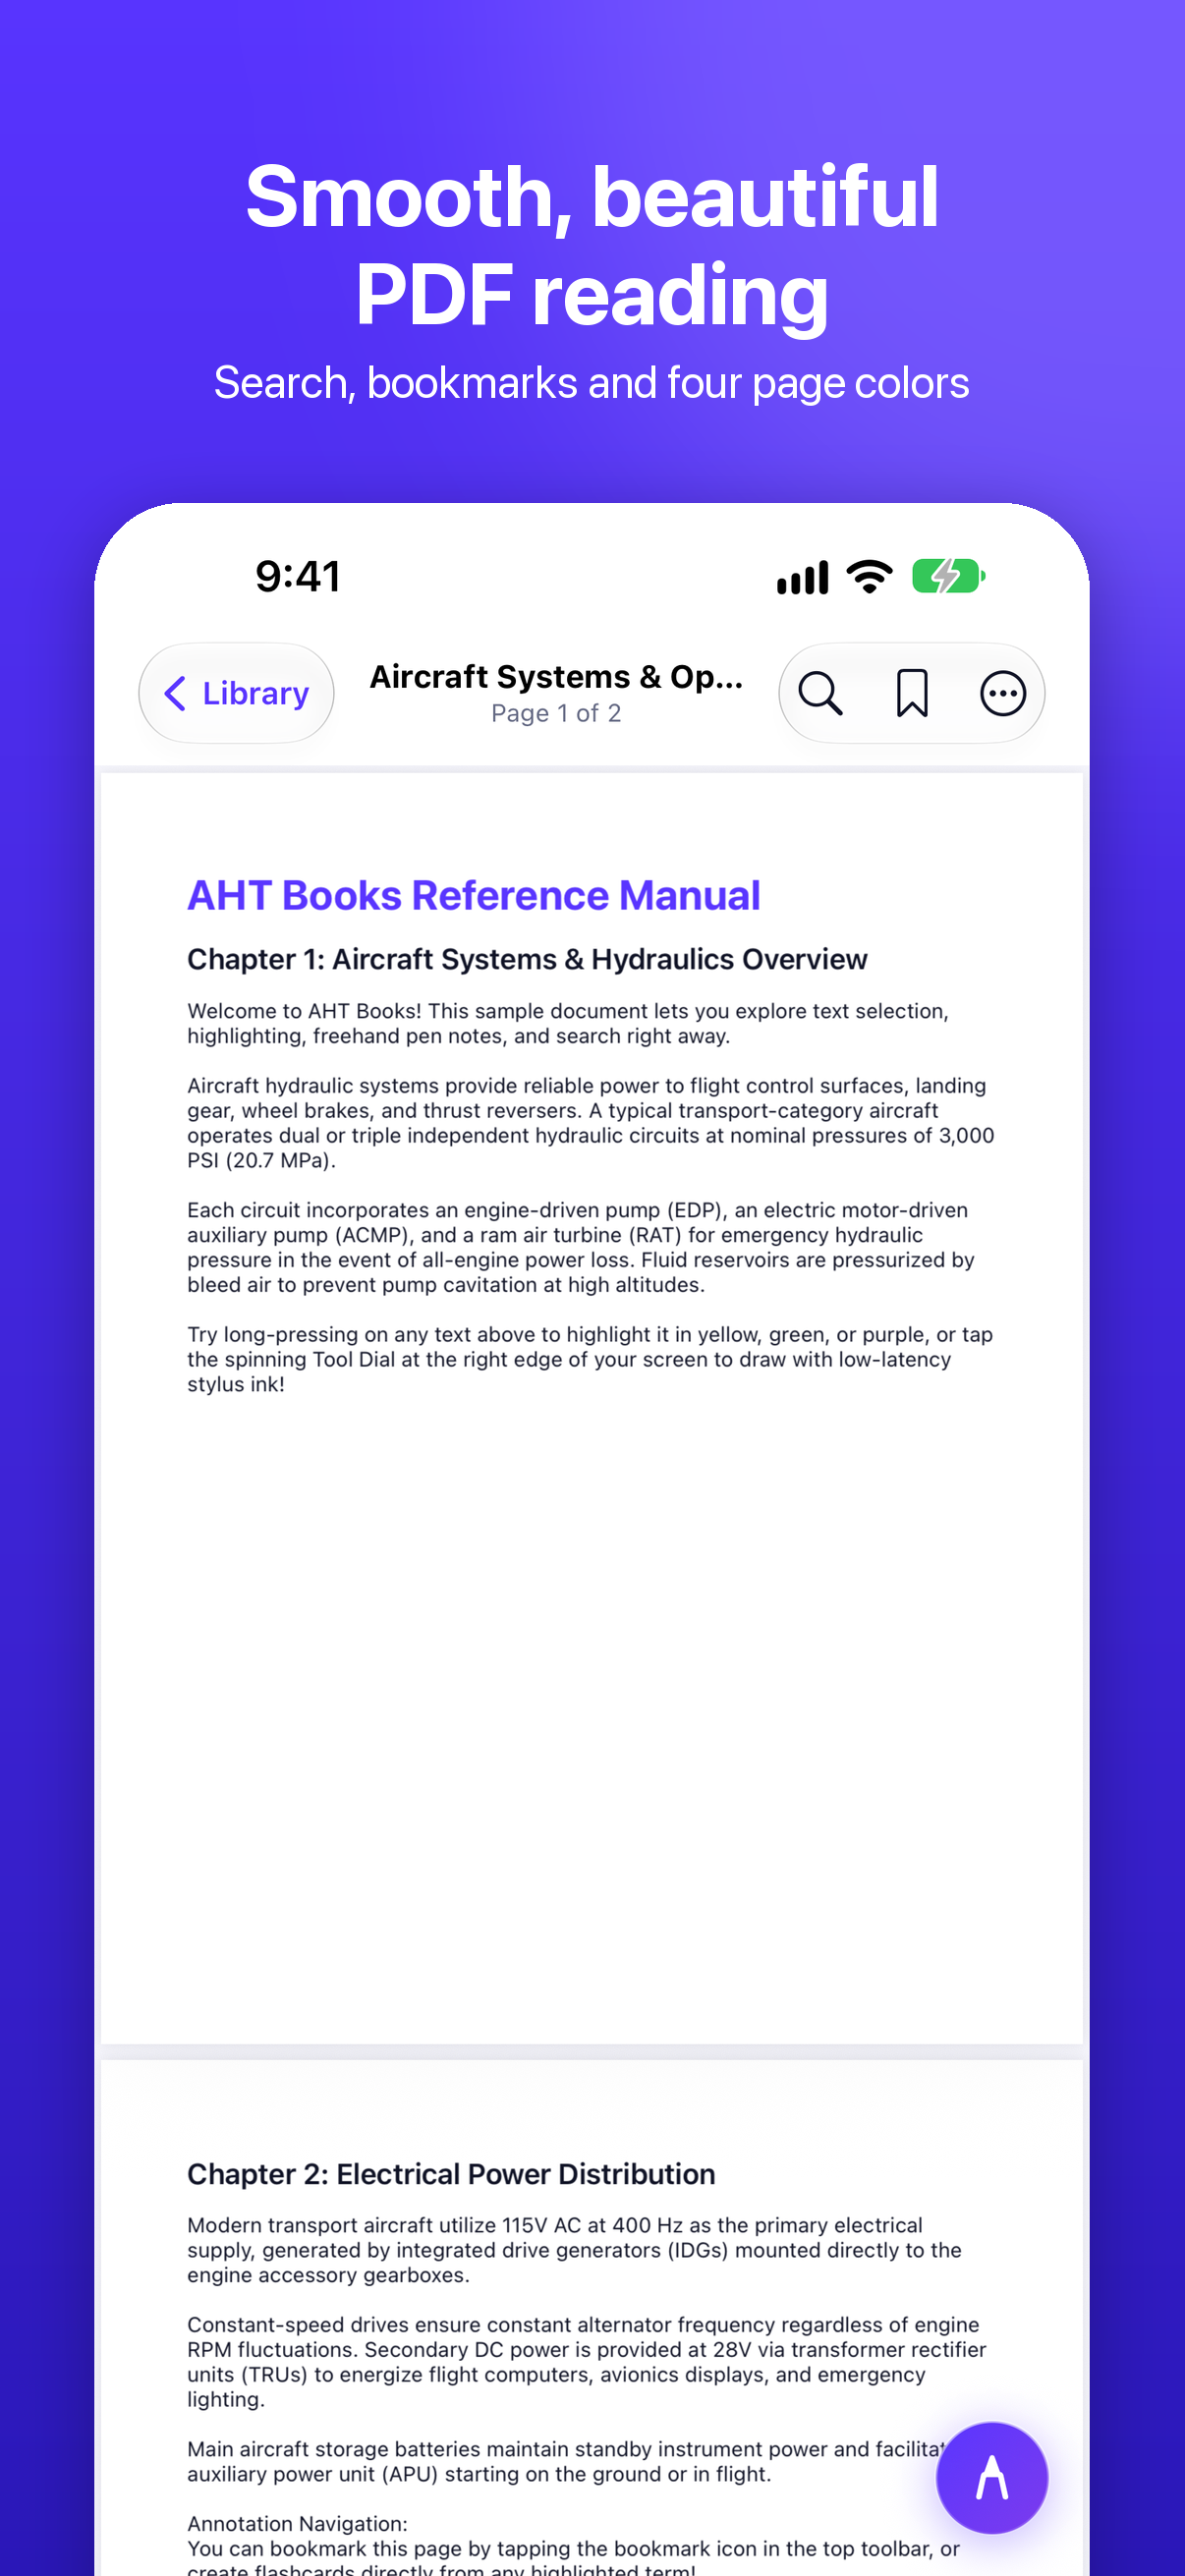 Smooth, beautiful
PDF reading
Search, bookmarks and four page colors
9:41
Library
Aircraft Systems & Op...
Page 1 of 2
AHT Books Reference Manual
Chapter 1: Aircraft Systems & Hydraulics Overview
Welcome to AHT Books! This sample document lets you explore text selection,
highlighting, freehand pen notes, and search right away.
Aircraft hydraulic systems provide reliable power to flight control surfaces, landing
gear, wheel brakes, and thrust reversers. A typical transport-category aircraft
operates dual or triple independent hydraulic circuits at nominal pressures of 3,000
PSI (20.7 MPa).
Each circuit incorporates an engine-driven pump (EDP), an electric motor-driven
auxiliary pump (ACMP), and a ram air turbine (RAT) for emergency hydraulic
pressure in the event of all-engine power loss. Fluid reservoirs are pressurized by
bleed air to prevent pump cavitation at high altitudes.
Try long-pressing on any text above to highlight it in yellow, green, or purple, or tap
the spinning Tool Dial at the right edge of your screen to draw with low-latency
stylus ink!
Chapter 2: Electrical Power Distribution
Modern transport aircraft utilize 115V AC at 400 Hz as the primary electrical
supply, generated by integrated drive generators (IDGs) mounted directly to the
engine accessory gearboxes.
Constant-speed drives ensure constant alternator frequency regardless of engine
RPM fluctuations. Secondary DC power is provided at 28V via transformer rectifier
units (TRUs) to energize flight computers, avionics displays, and emergency
lighting.
Main aircraft storage batteries maintain standby instrument power and
auxiliary power unit (APU) starting on the ground or in flight.
Annotation Navigation:
You can bookmark this page by tapping the bookmark icon in the top toolbar, or
create flashcards directly from any highlighted term!